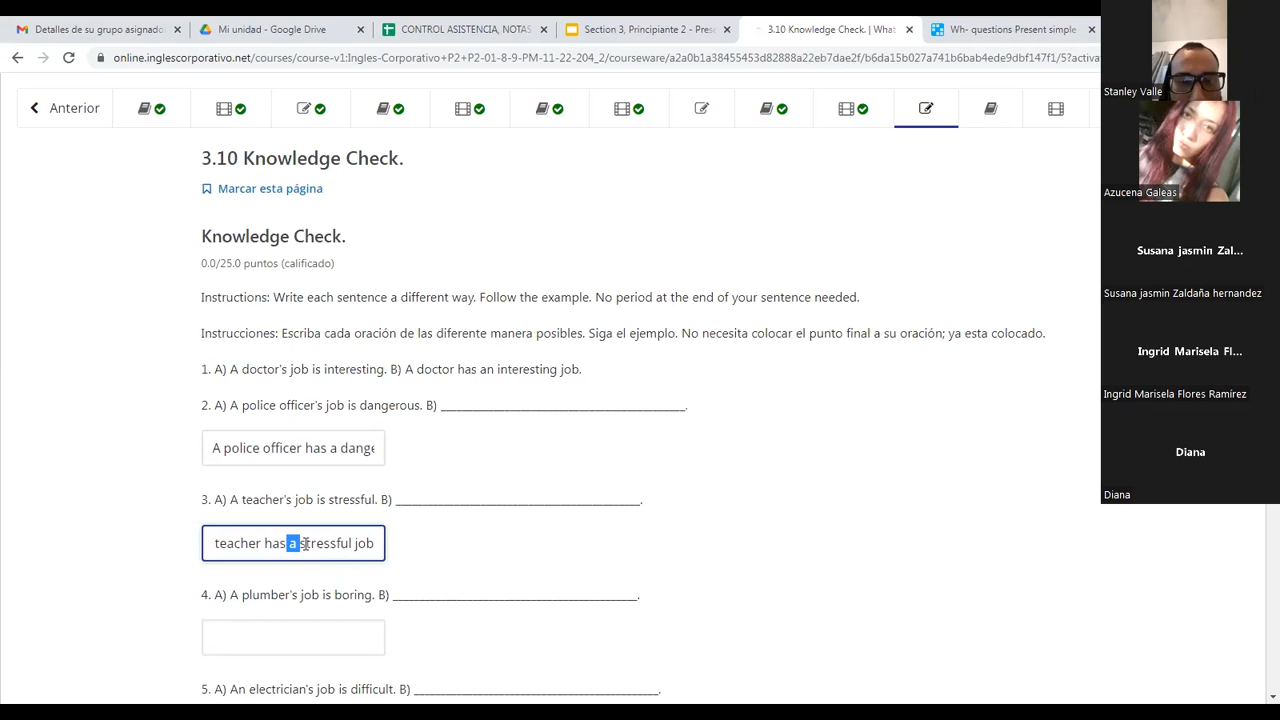 Detalles de su grupo asignado
Mi unidad - Google Drive
CONTROL ASISTENCIA, NOTAS
Section 3, Principiante 2 - Pres
3.10 Knowledge Check. | What
Wh- questions Present simple
online.inglescorporativo.net/courses/course-v1:Ingles-Corporativo+P2+P2-01-8-9-PM-11-22-204_2/courseware/a2a0b1a38455453d82888a22eb7dae2f/b6da15b027a741b6bab4ede9dbf147f1/5?activa
Anterior
3.10 Knowledge Check.
Marcar esta página
Knowledge Check.
0.0/25.0 puntos (calificado)
Instructions: Write each sentence a different way. Follow the example. No period at the end of your sentence needed.
Instrucciones: Escriba cada oración de las diferente manera posibles. Siga el ejemplo. No necesita colocar el punto final a su oración; ya esta colocado.
1. A) A doctor's job is interesting. B) A doctor has an interesting job.
2. A) A police officer's job is dangerous. B) ______________________________________.
A police officer has a dange
3. A) A teacher's job is stressful. B) ______________________________________.
teacher has a stressful job
4. A) A plumber's job is boring. B) ______________________________________.
5. A) An electrician's job is difficult. B) ______________________________________.
Stanley Valle
Azucena Galeas
Susana jasmin Zal...
Susana jasmin Zaldaña hernandez
Ingrid Marisela Fl...
Ingrid Marisela Flores Ramírez
Diana
Diana